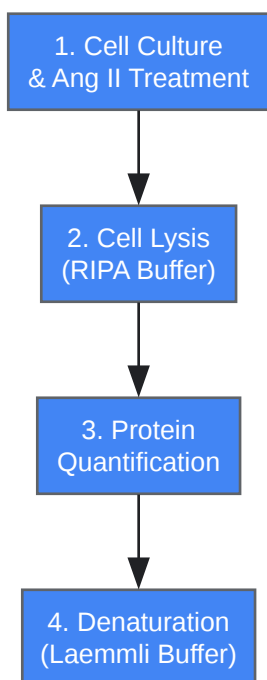 1. Cell Culture
& Ang II Treatment
2. Cell Lysis
(RIPA Buffer)
3. Protein
Quantification
4. Denaturation
(Laemmli Buffer)